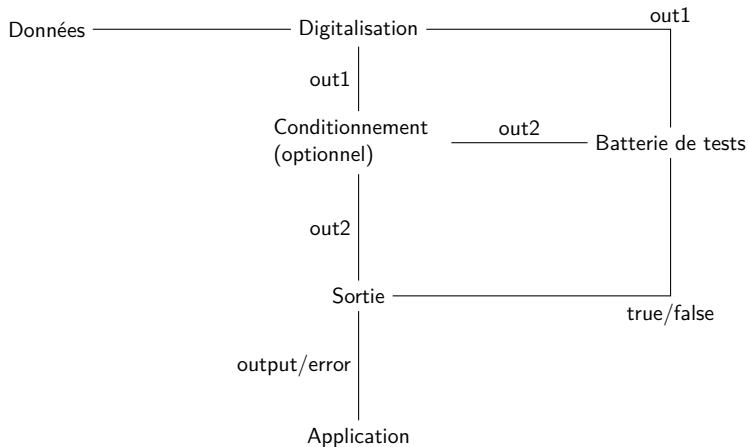 out1
Données
Digitalisation
out1
Conditionnement
(optionnel)
out2
Batterie de tests
out2
Sortie
true/false
output/error
Application